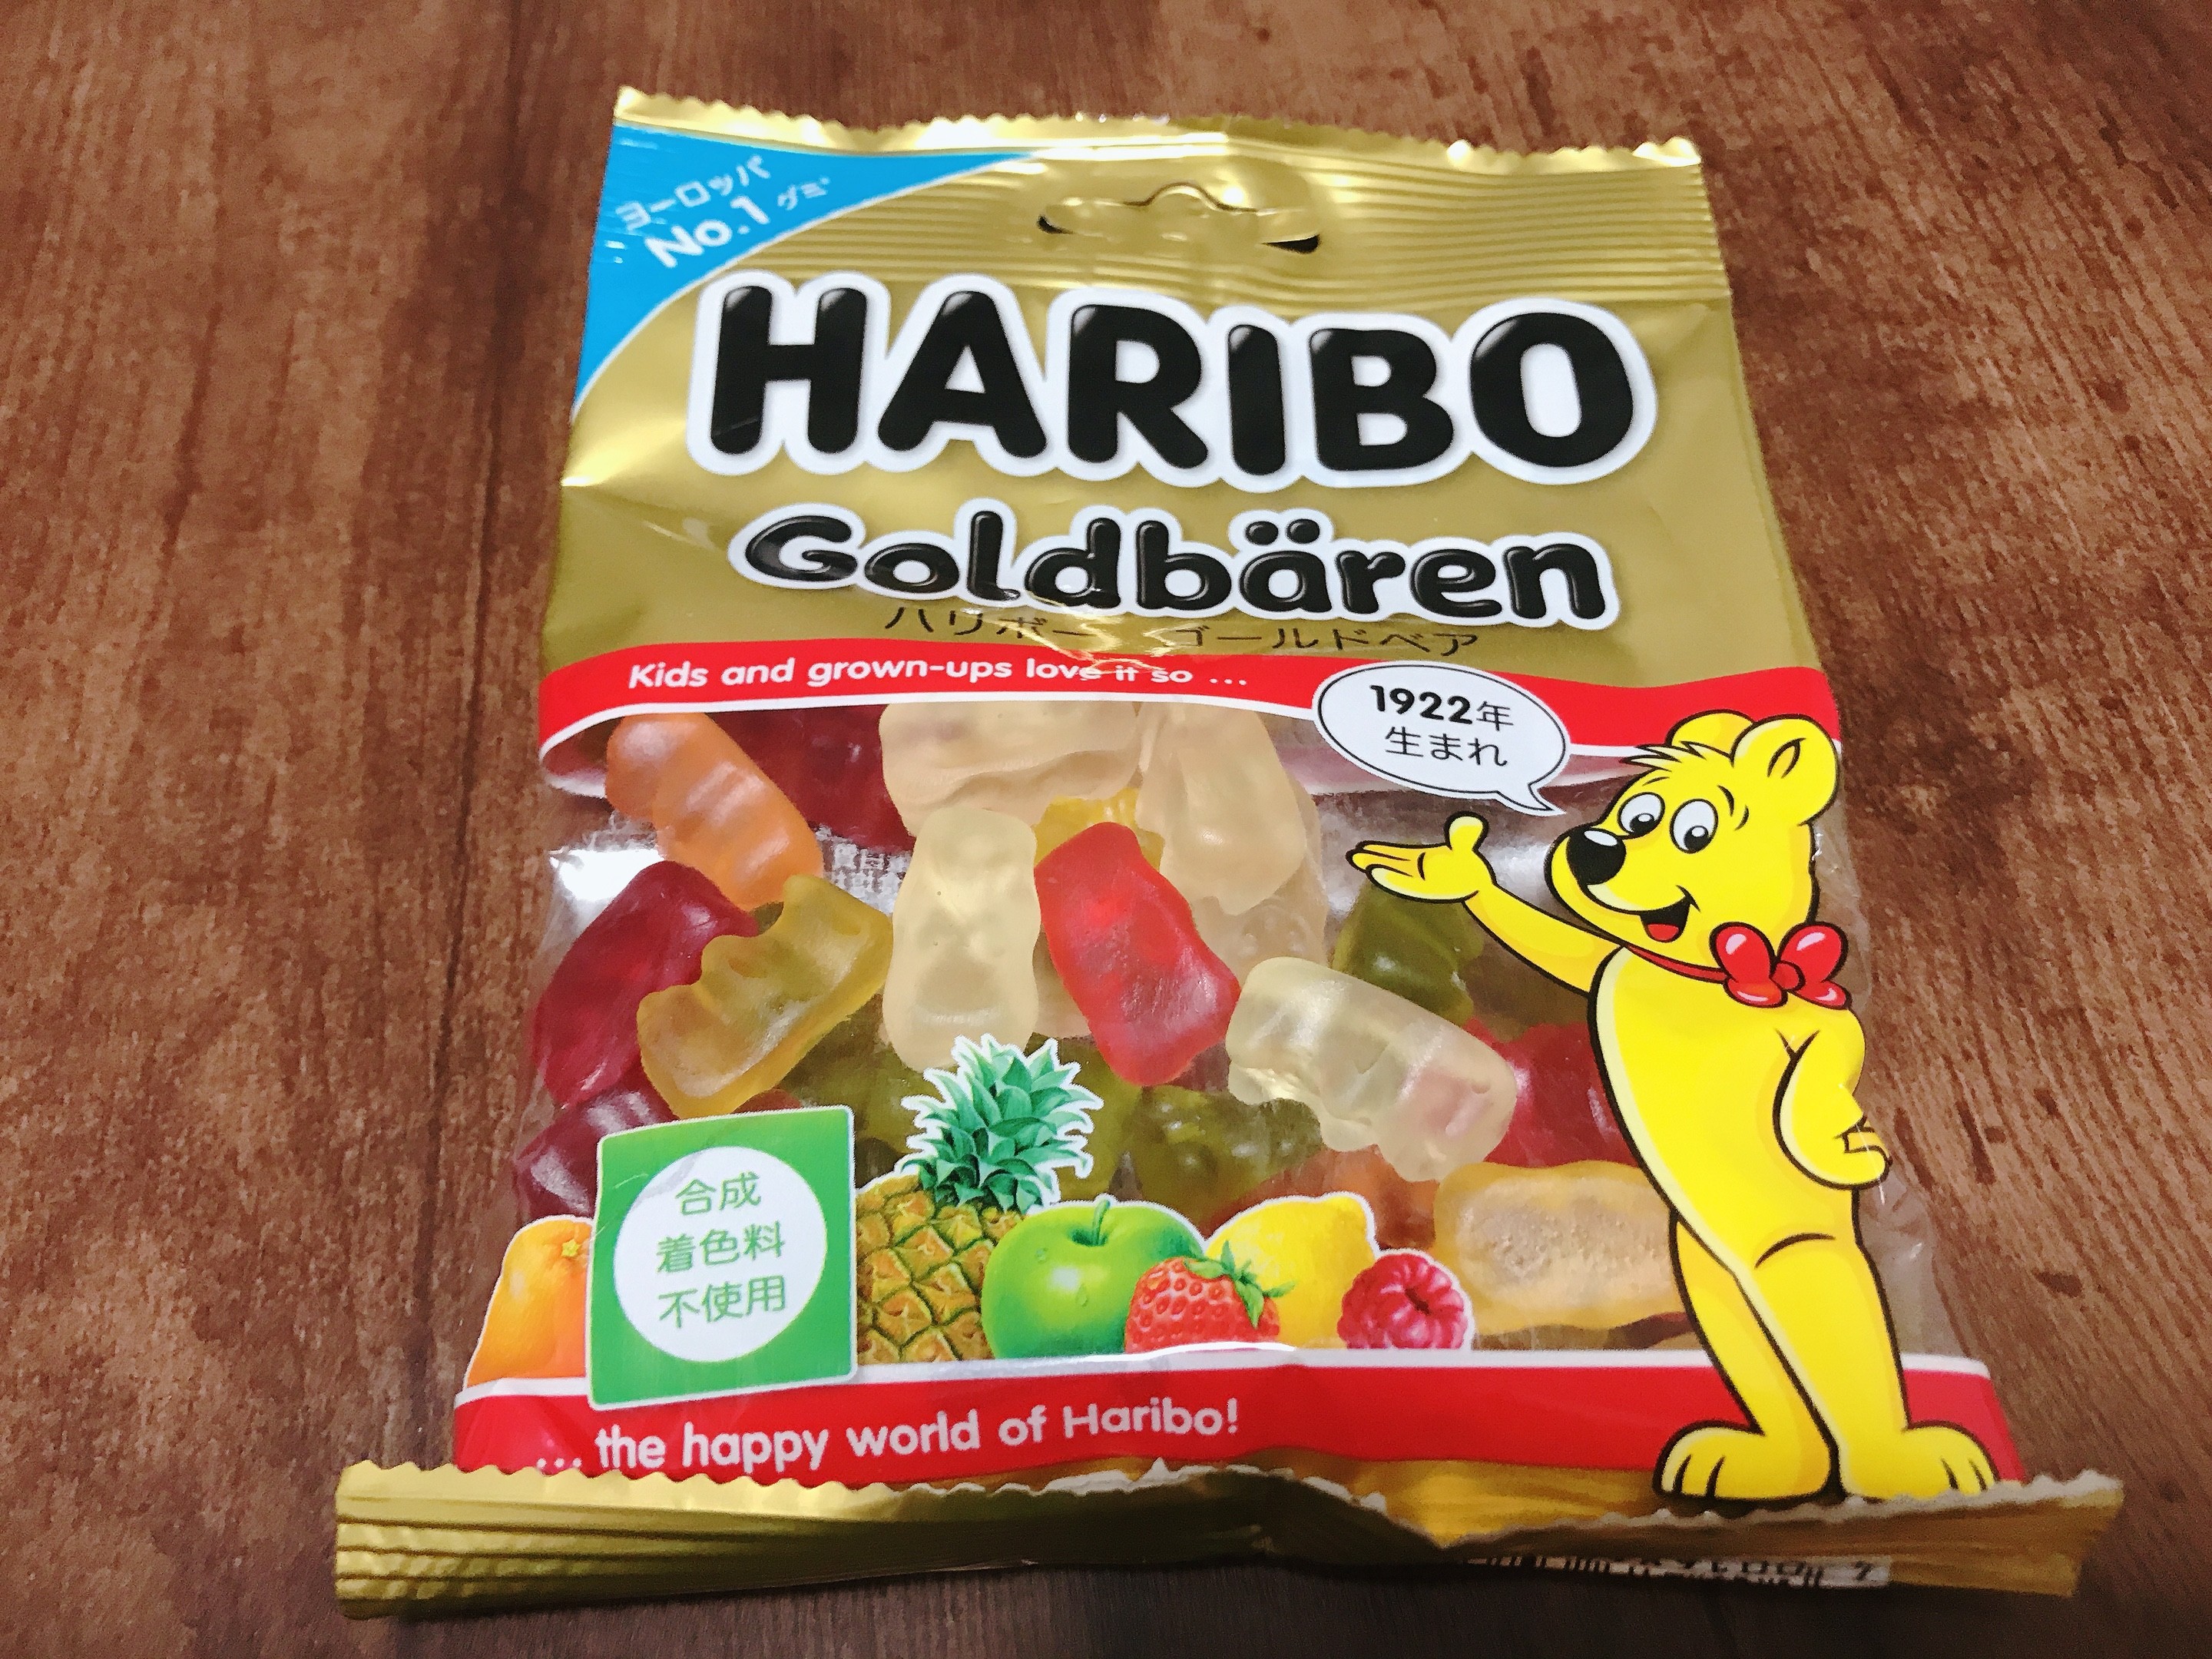 ヨーロッパ
No.1 グミ*
HARIBO
Goldbären
ハリボー ゴールドベア
Kids and grown-ups love it so ...
1922年
生まれ
合成
着色料
不使用
... the happy world of Haribo!